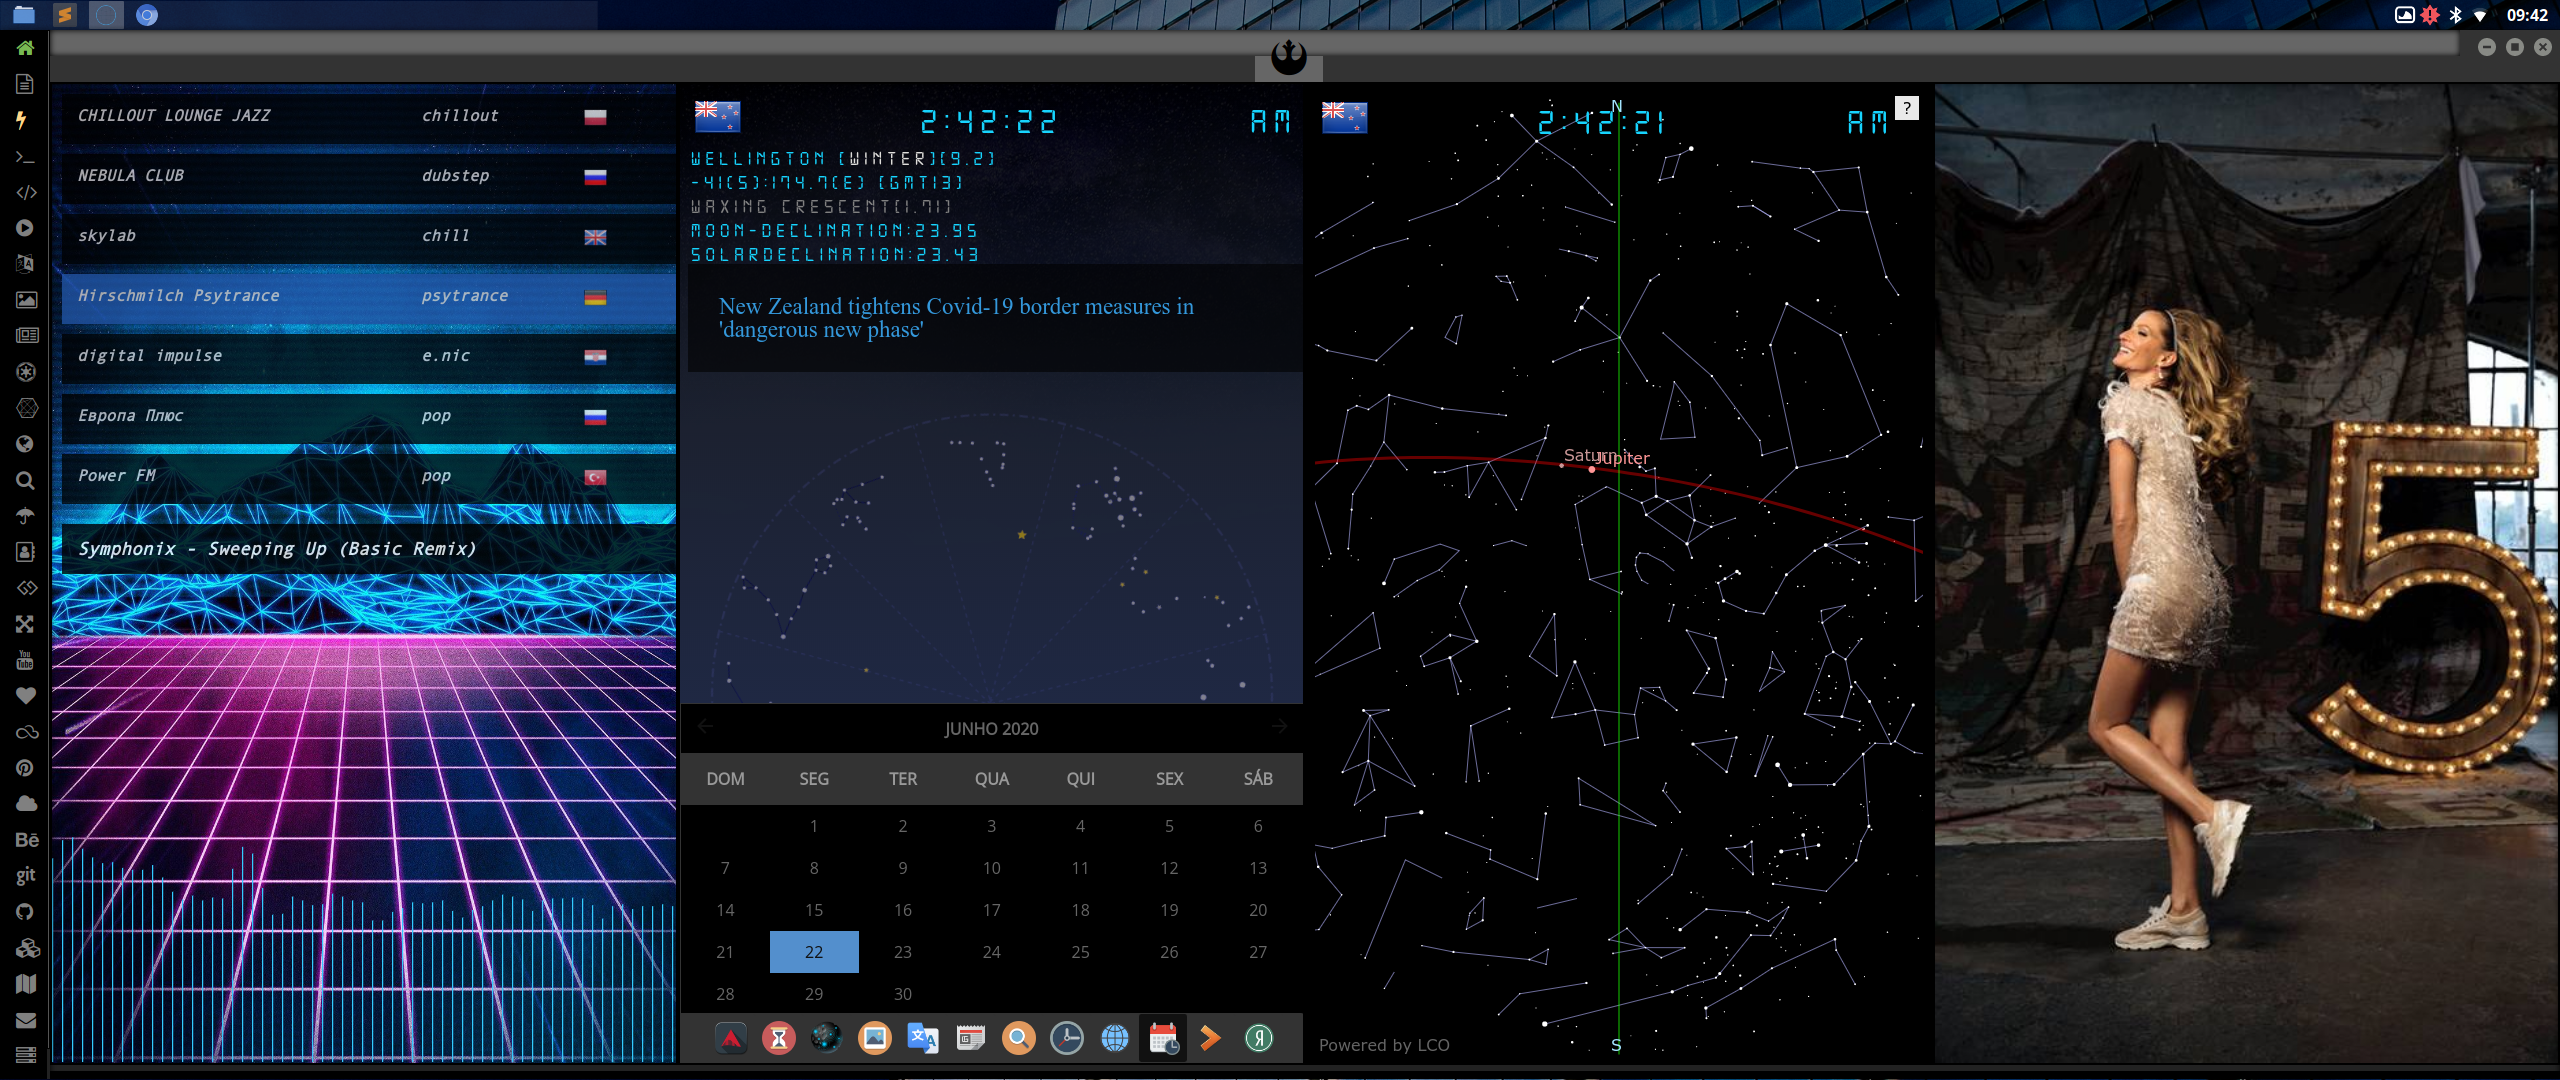 09:42
CHILLOUT LOUNGE JAZZ chillout
NEBULA CLUB dubstep
skylab chill
Hirschmilch Psytrance psytrance
digital impulse e.nic
Европа Плюс pop
Power FM pop
Symphonix - Sweeping Up (Basic Remix)
You
Tube
Bē
git
2:42:22 AM
WELLINGTON [WINTER][9.2]
-41(S):174.7(E) [GMT13]
WAXING CRESCENT(1.71)
MOON-DECLINATION:23.95
SOLARDECLINATION:23.43
New Zealand tightens Covid-19 border measures in
'dangerous new phase'
JUNHO 2020
DOM SEG TER QUA QUI SEX SÁB
1 2 3 4 5 6
7 8 9 10 11 12 13
14 15 16 17 18 19 20
21 22 23 24 25 26 27
28 29 30
Я
N
2:42:21 AM
?
Saturn
Jupiter
Powered by LCO
S
5